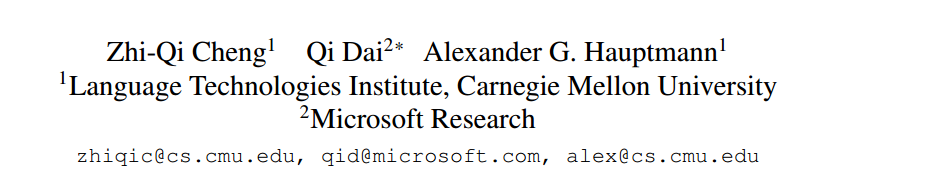 Zhi-Qi Cheng¹ Qi Dai²* Alexander G. Hauptmann¹
¹Language Technologies Institute, Carnegie Mellon University
²Microsoft Research
zhiqic@cs.cmu.edu, qid@microsoft.com, alex@cs.cmu.edu